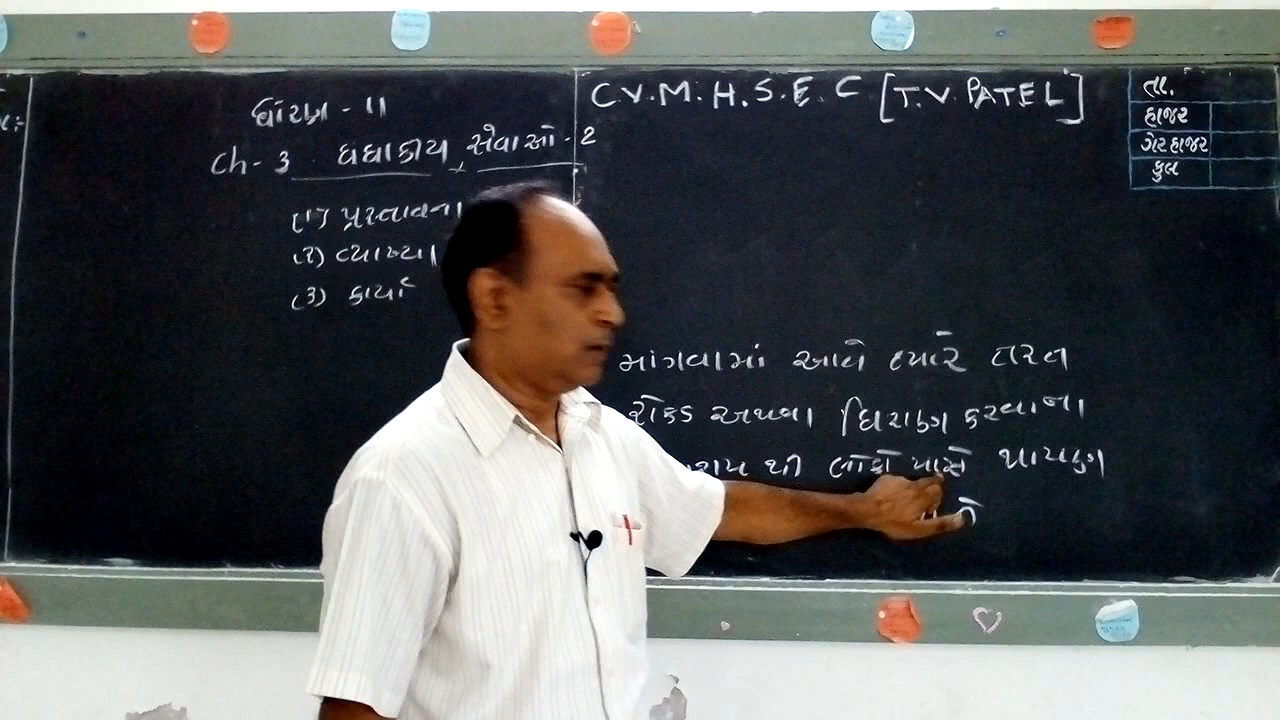 ધોરણ - 11
Ch - 3 ધંધાકીય સેવાઓ - 2
(1) પ્રસ્તાવના
(2) વ્યાખ્યા
(3) કાર્યો
C.V.M.H.S.E.C [T.V. PATEL]
તા.
હાજર
ગેરહાજર
કુલ
માંગવામાં આવે ત્યારે તરત
રોકડ અથવા ધિરાણ કરવાના
થી લોકો પાસે